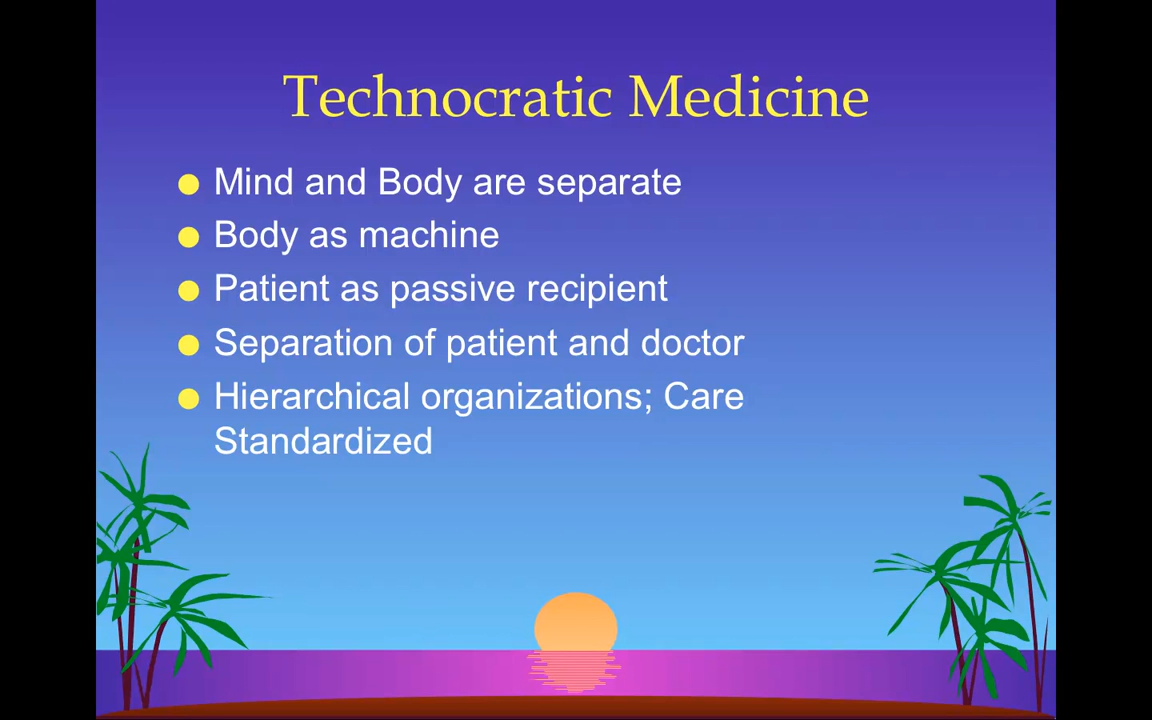 Technocratic Medicine
Mind and Body are separate
Body as machine
Patient as passive recipient
Separation of patient and doctor
Hierarchical organizations; Care
Standardized